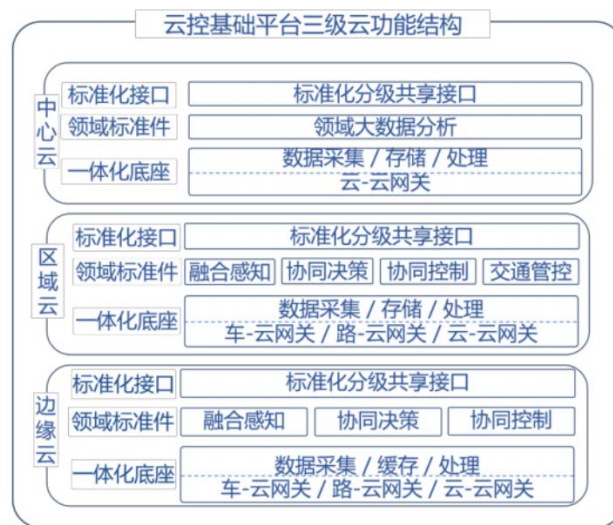 云控基础平台三级云功能结构
中心云
标准化接口 标准化分级共享接口
领域标准件 领域大数据分析
一体化底座 数据采集 / 存储 / 处理
云-云网关
区域云
标准化接口 标准化分级共享接口
领域标准件 融合感知 协同决策 协同控制 交通管控
一体化底座 数据采集 / 存储 / 处理
车-云网关 / 路-云网关 / 云-云网关
边缘云
标准化接口 标准化分级共享接口
领域标准件 融合感知 协同决策 协同控制
一体化底座 数据采集 / 缓存 / 处理
车-云网关 / 路-云网关 / 云-云网关